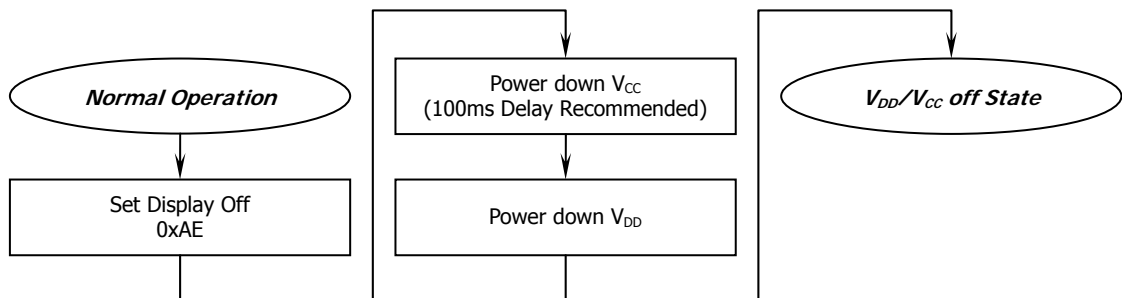 Normal Operation
Set Display Off
0xAE
Power down VCC
(100ms Delay Recommended)
Power down VDD
VDD/VCC off State